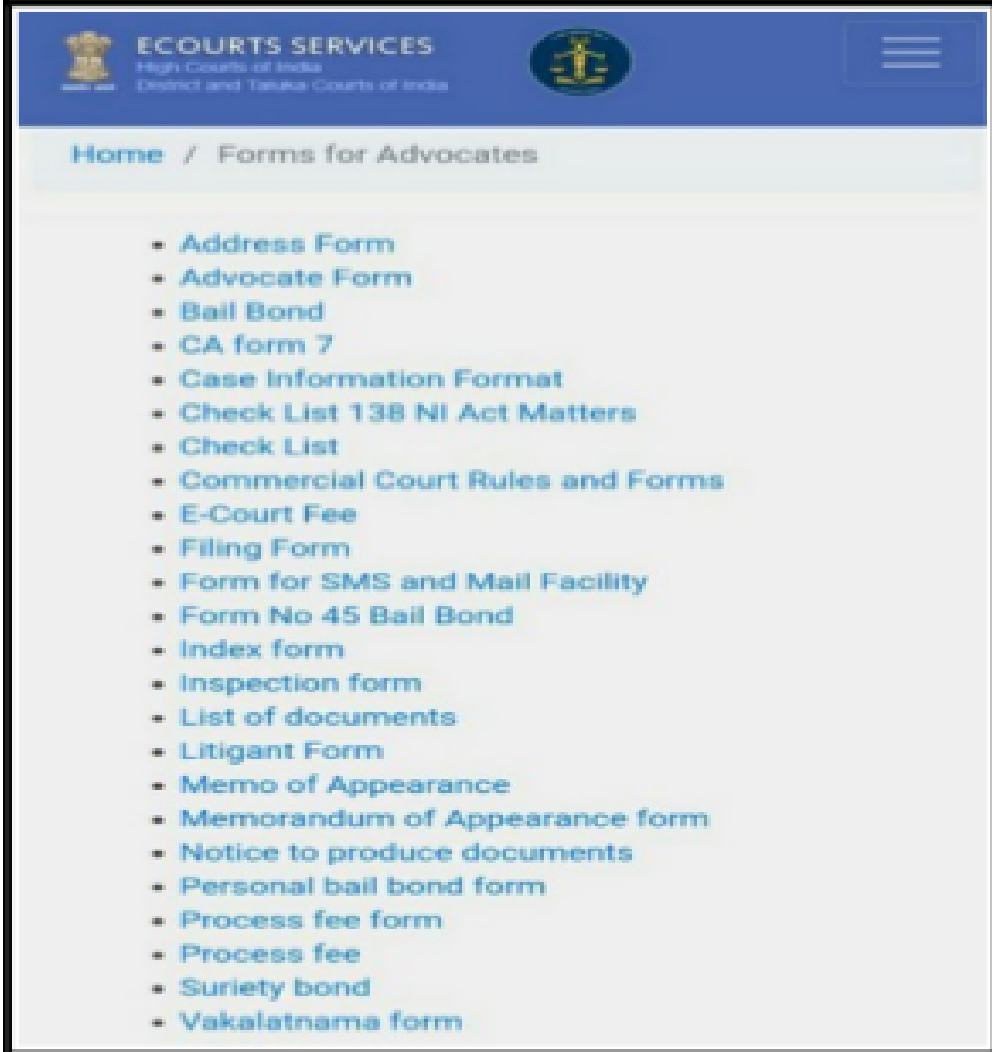 ECOURTS SERVICES
High Courts of India
District and Taluka Courts of India
Home / Forms for Advocates
• Address Form
• Advocate Form
• Bail Bond
• CA form 7
• Case Information Format
• Check List 138 NI Act Matters
• Check List
• Commercial Court Rules and Forms
• E-Court Fee
• Filing Form
• Form for SMS and Mail Facility
• Form No 45 Bail Bond
• Index form
• Inspection form
• List of documents
• Litigant Form
• Memo of Appearance
• Memorandum of Appearance form
• Notice to produce documents
• Personal bail bond form
• Process fee form
• Process fee
• Suriety bond
• Vakalatnama form